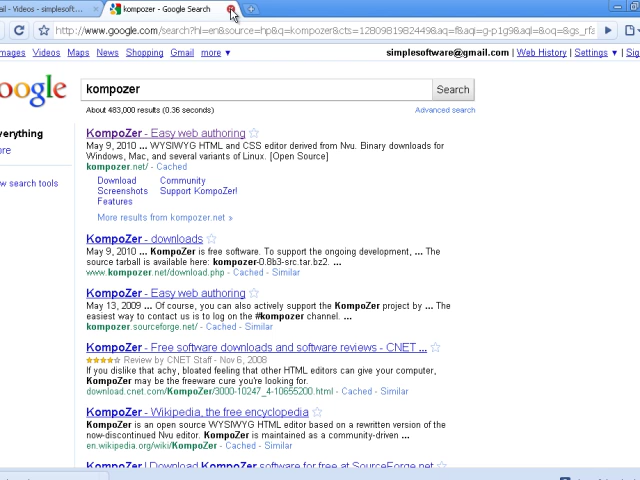 ail - Videos - simplesoft... kompozer - Google Search
http://www.google.com/search?hl=en&source=hp&q=kompozer&cts=1280981982449&aq=f&aqi=g-p1g9&aql=&oq=&gs_rfa
mages Videos Maps News Shopping Gmail more ▾ simplesoftware@gmail.com | Web History | Settings ▾ | Sig
oogle
kompozer Search
About 483,000 results (0.36 seconds) Advanced search
verything
ore
w search tools
KompoZer - Easy web authoring
May 9, 2010 ... WYSIWYG HTML and CSS editor derived from Nvu. Binary downloads for
Windows, Mac, and several variants of Linux. [Open Source]
kompozer.net/ - Cached
Download Community
Screenshots Support KompoZer!
Features
More results from kompozer.net »
KompoZer - downloads
May 9, 2010 ... KompoZer is free software. To support the ongoing development, ... The
source tarball is available here: kompozer-0.8b3-src.tar.bz2. ...
www.kompozer.net/download.php - Cached - Similar
KompoZer - Easy web authoring
May 13, 2009 ... Of course, you can also actively support the KompoZer project by ... The
easiest way to contact us is to log on the #kompozer channel. ...
kompozer.sourceforge.net/ - Cached - Similar
KompoZer - Free software downloads and software reviews - CNET ...
Review by CNET Staff - Nov 6, 2008
If you dislike that achy, bloated feeling that other HTML editors can give your computer,
KompoZer may be the freeware cure you're looking for.
download.cnet.com/KompoZer/3000-10247_4-10655200.html - Cached - Similar
KompoZer - Wikipedia, the free encyclopedia
KompoZer is an open source WYSIWYG HTML editor based on a rewritten version of the
now-discontinued Nvu editor. KompoZer is maintained as a community-driven ...
en.wikipedia.org/wiki/KompoZer - Cached - Similar
KompoZer | Download KompoZer software for free at SourceForge.net